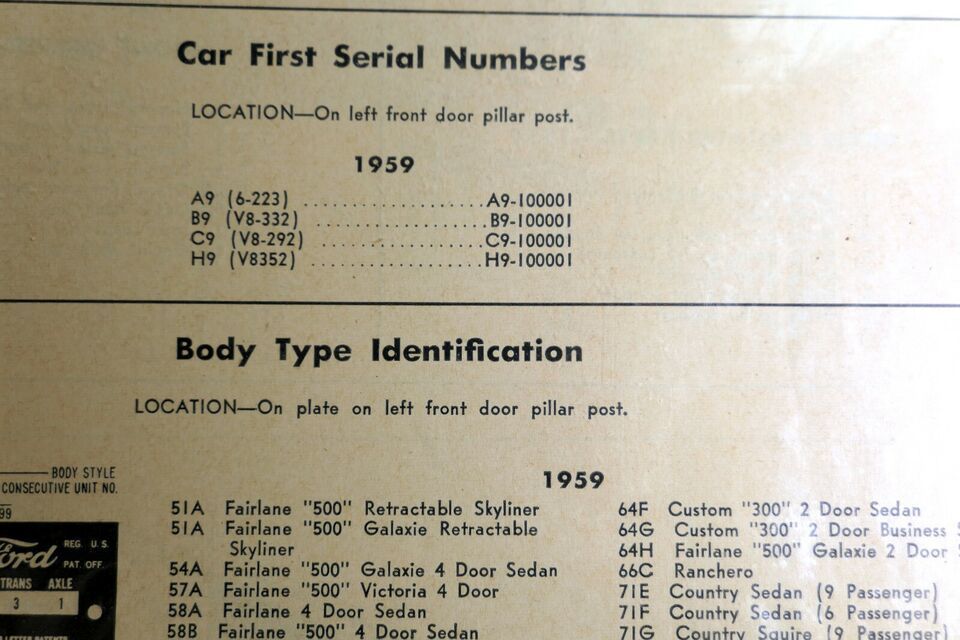 Car First Serial Numbers
LOCATION—On left front door pillar post.
1959
A9 (6-223) ..................A9-100001
B9 (V8-332) .................B9-100001
C9 (V8-292) ................C9-100001
H9 (V8352) .................H9-100001
Body Type Identification
LOCATION—On plate on left front door pillar post.
BODY STYLE
CONSECUTIVE UNIT NO.
99
Ford
REG. U.S.
PAT. OFF.
TRANS AXLE
3 1
1959
51A Fairlane "500" Retractable Skyliner
51A Fairlane "500" Galaxie Retractable
Skyliner
54A Fairlane "500" Galaxie 4 Door Sedan
57A Fairlane "500" Victoria 4 Door
58A Fairlane 4 Door Sedan
58B Fairlane "500" 4 Door Sedan
64F Custom "300" 2 Door Sedan
64G Custom "300" 2 Door Business
64H Fairlane "500" Galaxie 2 Door
66C Ranchero
71E Country Sedan (9 Passenger)
71F Country Sedan (6 Passenger)
71G Country Squire (9 Passenger)